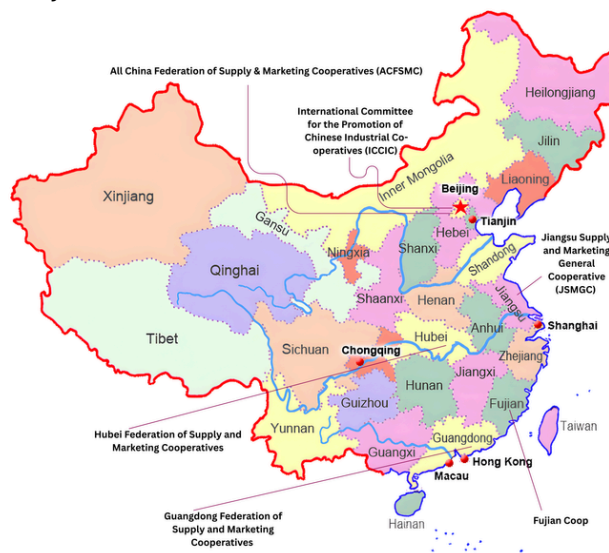 All China Federation of Supply & Marketing Cooperatives (ACFSMC)
International Committee
for the Promotion of
Chinese Industrial Co-
operatives (ICCIC)
Heilongjiang
Jilin
Liaoning
Inner Mongolia
Beijing
Tianjin
Hebei
Xinjiang
Gansu
Ningxia
Shanxi
Shandong
Qinghai
Jiangsu Supply
and Marketing
General
Cooperative
(JSMGC)
Shaanxi
Henan
Jiangsu
Tibet
Anhui
Shanghai
Hubei
Sichuan
Chongqing
Zhejiang
Hunan
Jiangxi
Guizhou
Fujian
Yunnan
Taiwan
Hubei Federation of Supply and
Marketing Cooperatives
Guangdong
Guangxi
Hong Kong
Macau
Hainan
Guangdong Federation of
Supply and Marketing
Cooperatives
Fujian Coop